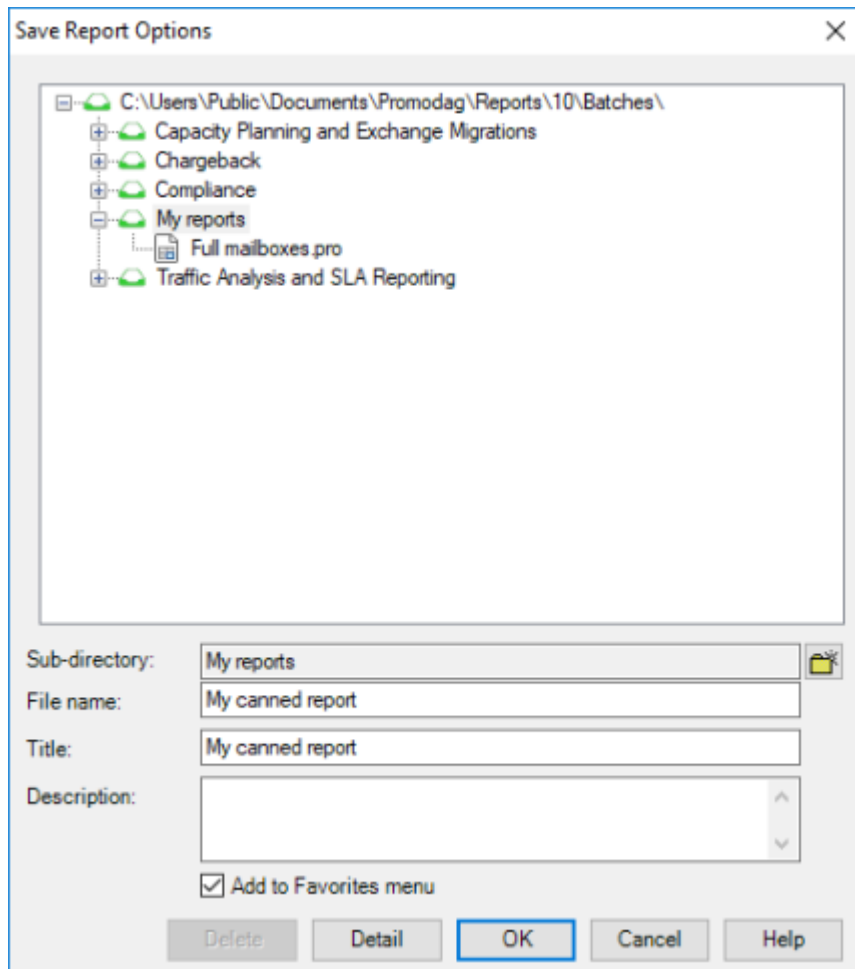 Save Report Options
C:\Users\Public\Documents\Promodag\Reports\10\Batches\
Capacity Planning and Exchange Migrations
Chargeback
Compliance
My reports
Full mailboxes.pro
Traffic Analysis and SLA Reporting
Sub-directory: My reports
File name: My canned report
Title: My canned report
Description:
Add to Favorites menu
Delete Detail OK Cancel Help